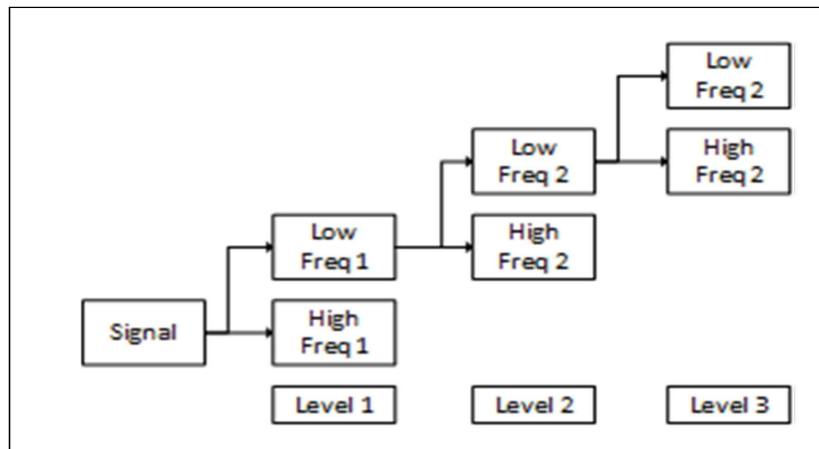 Low
Freq 2
Low
Freq 2
High
Freq 2
Low
Freq 1
High
Freq 2
Signal
High
Freq 1
Level 1
Level 2
Level 3